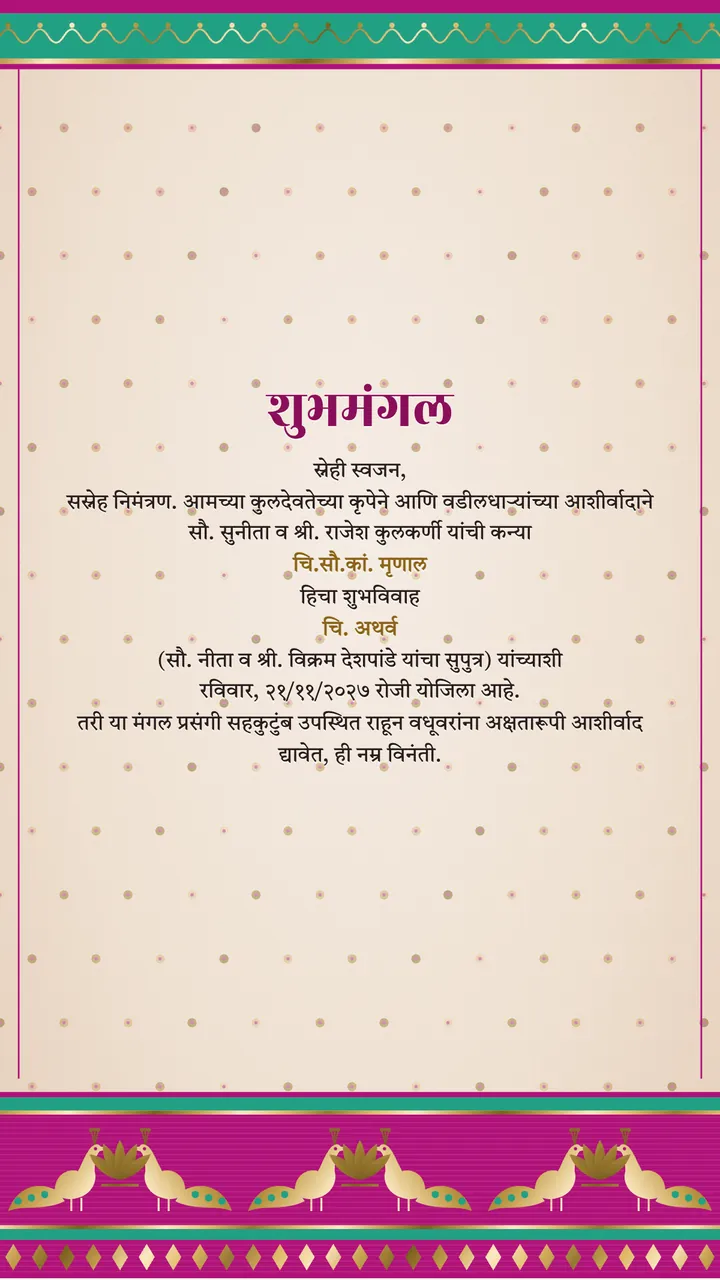 शुभमंगल
स्नेही स्वजन,
सस्नेह निमंत्रण. आमच्या कुलदेवतेच्या कृपेने आणि वडीलधाऱ्यांच्या आशीर्वादाने
सौ. सुनीता व श्री. राजेश कुलकर्णी यांची कन्या
चि.सौ.कां. मृणाल
हिचा शुभविवाह
चि. अथर्व
(सौ. नीता व श्री. विक्रम देशपांडे यांचा सुपुत्र) यांच्याशी
रविवार, २१/११/२०२७ रोजी योजिला आहे.
तरी या मंगल प्रसंगी सहकुटुंब उपस्थित राहून वधूवरांना अक्षतारूपी आशीर्वाद
द्यावेत, ही नम्र विनंती.